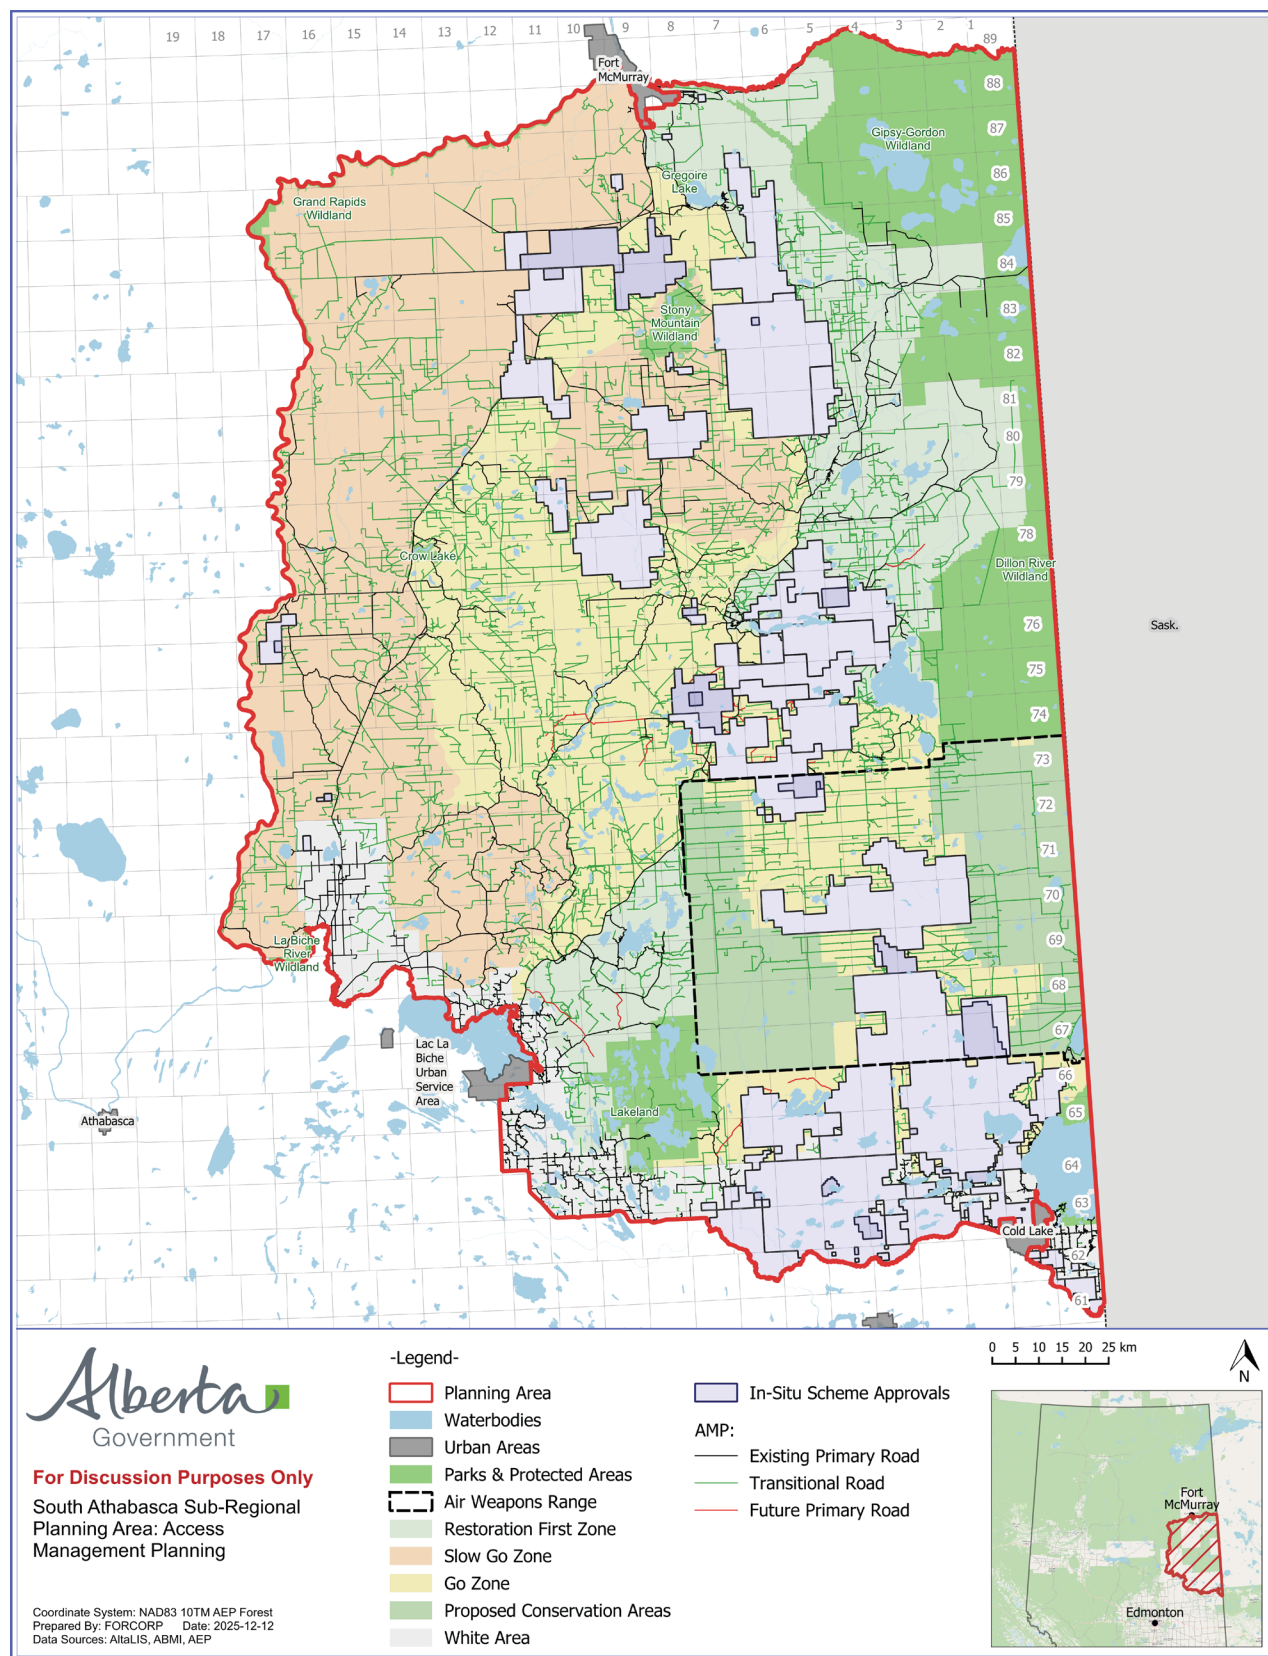 19 18 17 16 15 14 13 12 11 10 9 8 7 6 5 4 3 2 1
89
Fort
McMurray
88
87
Gipsy-Gordon
Wildland
86
Gregoire
Lake
85
Grand Rapids
Wildland
84
83
Stony
Mountain
Wildland
82
81
80
79
78
Crow Lake
Dillon River
Wildland
76
Sask.
75
74
73
72
71
70
69
La Biche
River
Wildland
68
67
Lac La
Biche
Urban
Service
Area
66
65
Lakeland
Athabasca
64
63
Cold Lake
62
61
Alberta
Government
For Discussion Purposes Only
South Athabasca Sub-Regional
Planning Area: Access
Management Planning
Coordinate System: NAD83 10TM AEP Forest
Prepared By: FORCORP Date: 2025-12-12
Data Sources: AltaLIS, ABMI, AEP
-Legend-
Planning Area
Waterbodies
Urban Areas
Parks & Protected Areas
Air Weapons Range
Restoration First Zone
Slow Go Zone
Go Zone
Proposed Conservation Areas
White Area
In-Situ Scheme Approvals
AMP:
Existing Primary Road
Transitional Road
Future Primary Road
0 5 10 15 20 25 km
N
Fort
McMurray
Edmonton